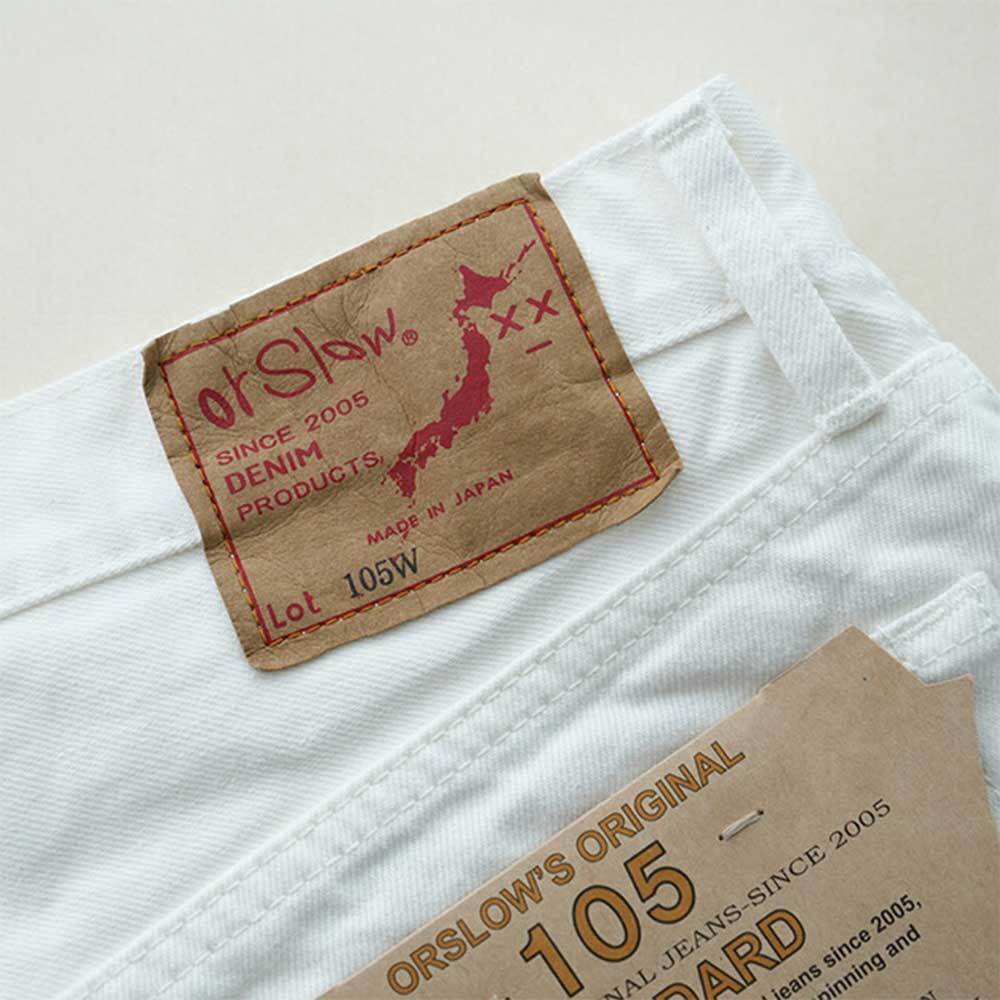 orSlow®
SINCE 2005
DENIM
PRODUCTS,
XX
MADE IN JAPAN
Lot 105W
ORSLOW'S ORIGINAL
105
NAL JEANS-SINCE 2005
DARD
jeans since 2005,
pinning and